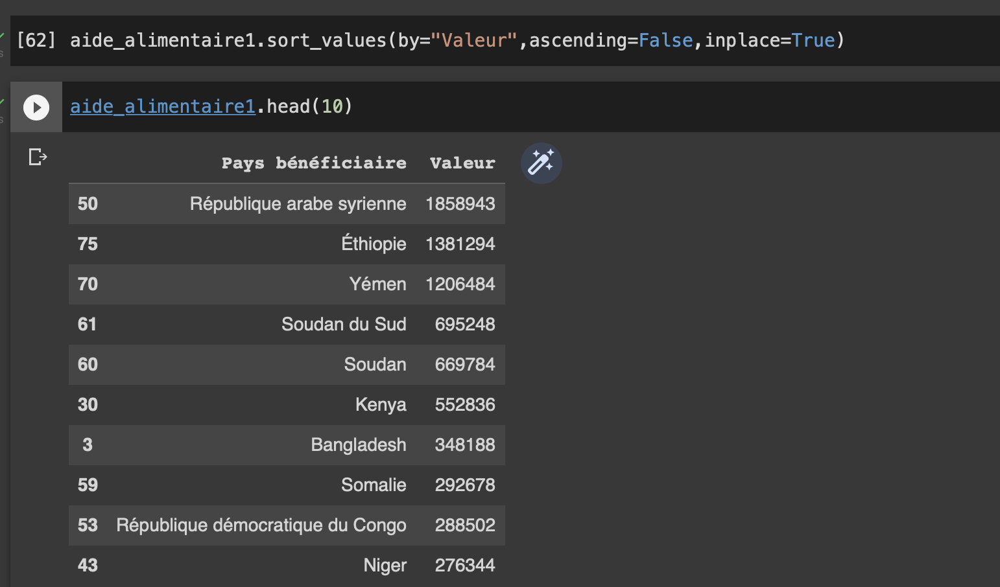 [62] aide_alimentaire1.sort_values(by="Valeur",ascending=False,inplace=True)
aide_alimentaire1.head(10)
Pays bénéficiaire Valeur
50 République arabe syrienne 1858943
75 Éthiopie 1381294
70 Yémen 1206484
61 Soudan du Sud 695248
60 Soudan 669784
30 Kenya 552836
3 Bangladesh 348188
59 Somalie 292678
53 République démocratique du Congo 288502
43 Niger 276344